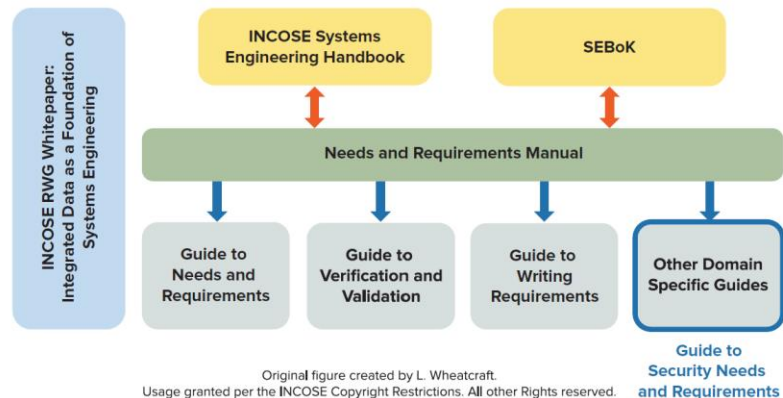 INCOSE RWG Whitepaper:
Integrated Data as a Foundation of
Systems Engineering
INCOSE Systems
Engineering Handbook
SEBoK
Needs and Requirements Manual
Guide to
Needs and
Requirements
Guide to
Verification and
Validation
Guide to
Writing
Requirements
Other Domain
Specific Guides
Guide to
Security Needs
and Requirements
Original figure created by L. Wheatcraft.
Usage granted per the INCOSE Copyright Restrictions. All other Rights reserved.